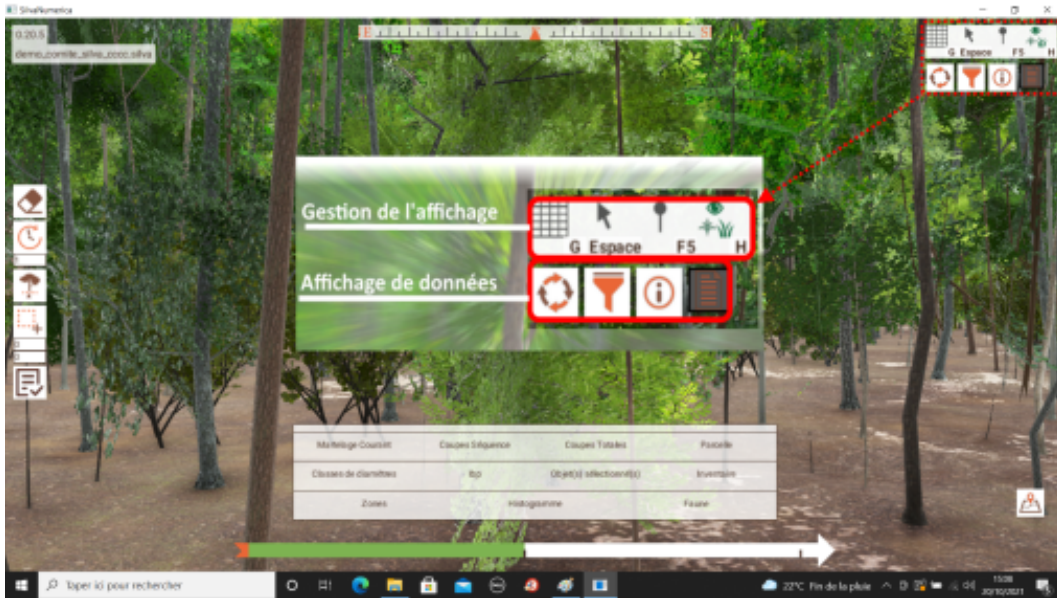 SilvaNumerica
0.20.5
demo_comite_silva_cccc.silva
E
S
G Espace F5 H
Gestion de l'affichage
G Espace F5 H
Affichage de données
Martelage Courant Coupes Séquence Coupes Totales Parcelle
Classes de diamètres Ibp Objet(s) sélectionné(s) Inventaire
Zones Histogramme Faune
Taper ici pour rechercher
22°C Fin de la pluie
15:08
20/10/2021